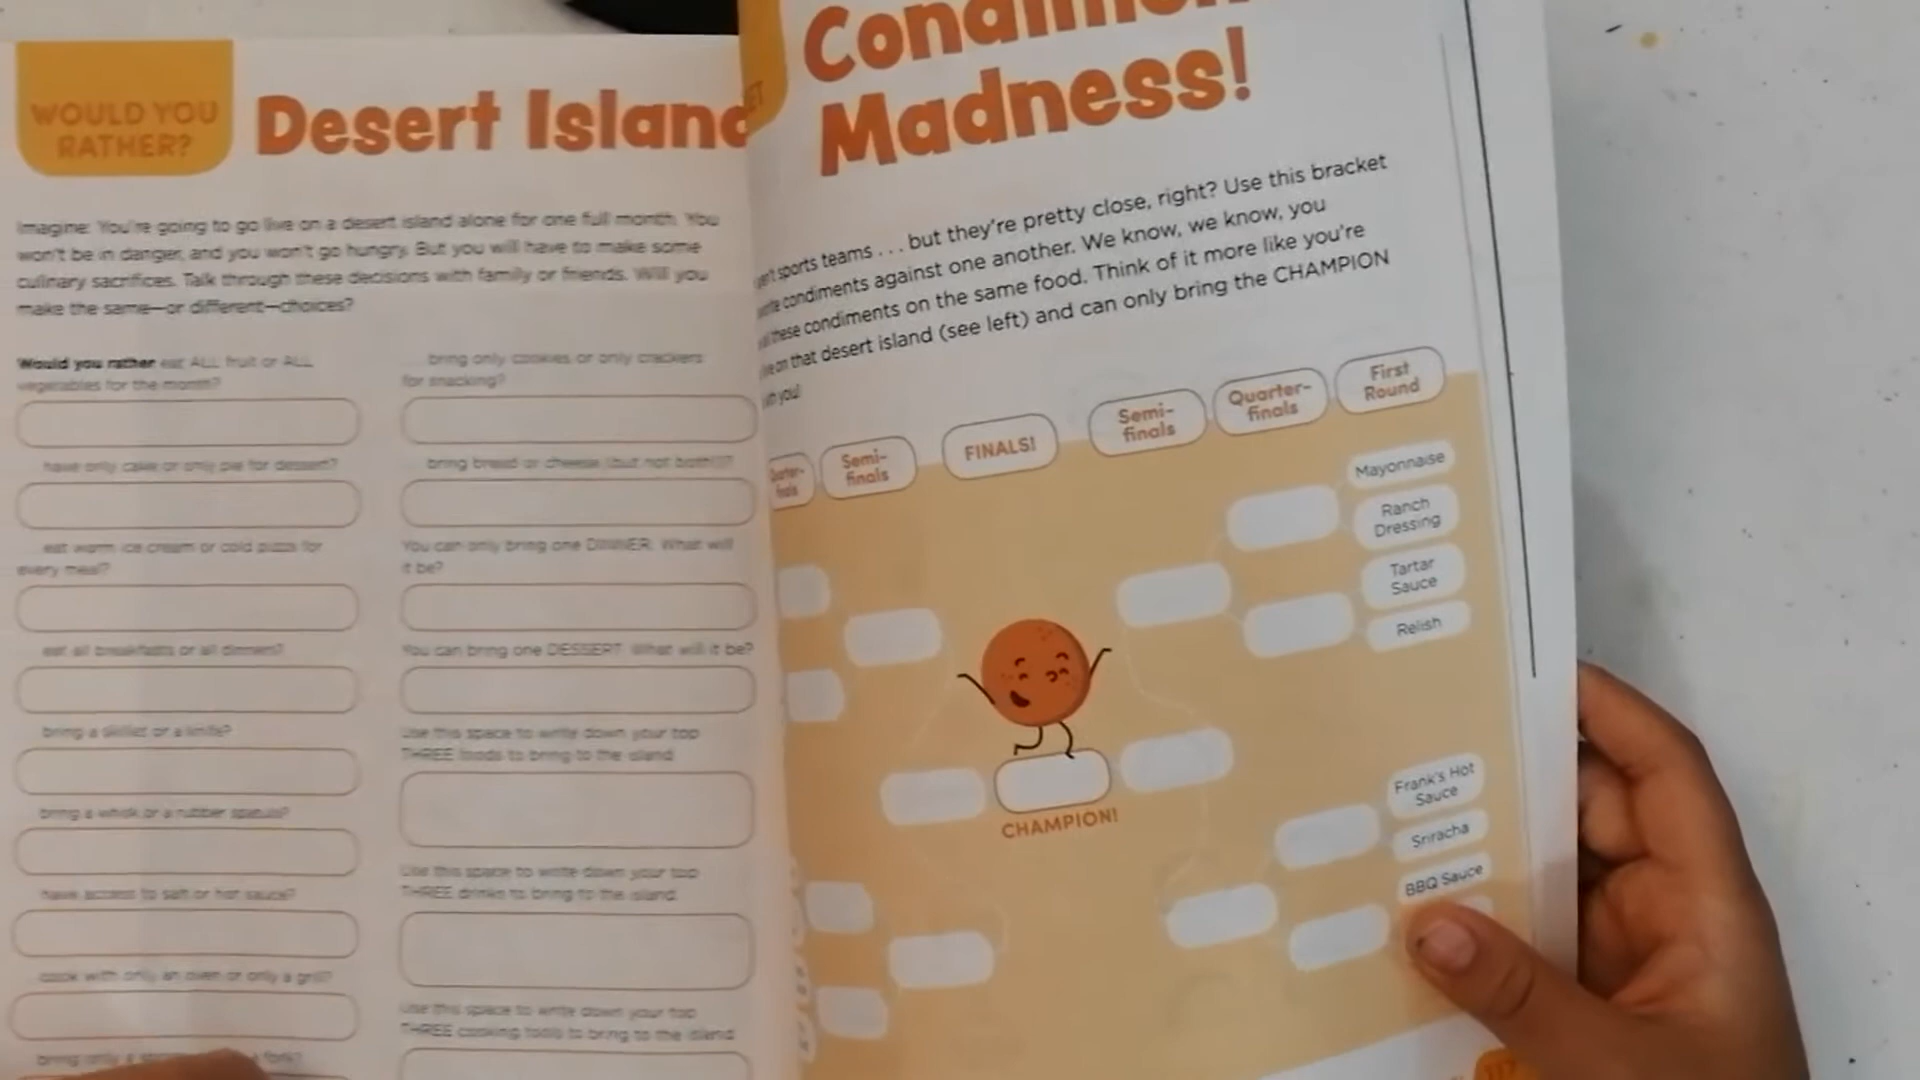 WOULD YOU
RATHER?
Desert Island
Imagine: You're going to go live on a desert island alone for one full month. You
won't be in danger, and you won't go hungry. But you will have to make some
culinary sacrifices. Talk through these decisions with family or friends. Will you
make the same—or different—choices?
Would you rather eat ALL fruit or ALL
vegetables for the month?
. . . have only cake or only pie for dessert?
. . . eat warm ice cream or cold pizza for
every meal?
. . . eat all breakfasts or all dinners?
. . . bring a skillet or a knife?
. . . bring a whisk or a rubber spatula?
. . . have access to salt or hot sauce?
. . . cook with only an oven or only a grill?
bring only a
. . . bring only cookies or only crackers
for snacking?
. . . bring bread or cheese (but not both)!?
You can only bring one DINNER. What will
it be?
You can bring one DESSERT. What will it be?
Use this space to write down your top
THREE foods to bring to the island.
Use this space to write down your top
THREE drinks to bring to the island.
Use this space to write down your top
THREE cooking tools to bring to the island.
Madness!
sports teams . . . but they're pretty close, right? Use this bracket
condiments against one another. We know, we know, you
these condiments on the same food. Think of it more like you're
on that desert island (see left) and can only bring the CHAMPION
you!
Quarter-
finals
Semi-
finals
FINALS!
Semi-
finals
Quarter-
finals
First
Round
Mayonnaise
Ranch
Dressing
Tartar
Sauce
Relish
CHAMPION!
Frank's Hot
Sauce
Sriracha
BBQ Sauce
117